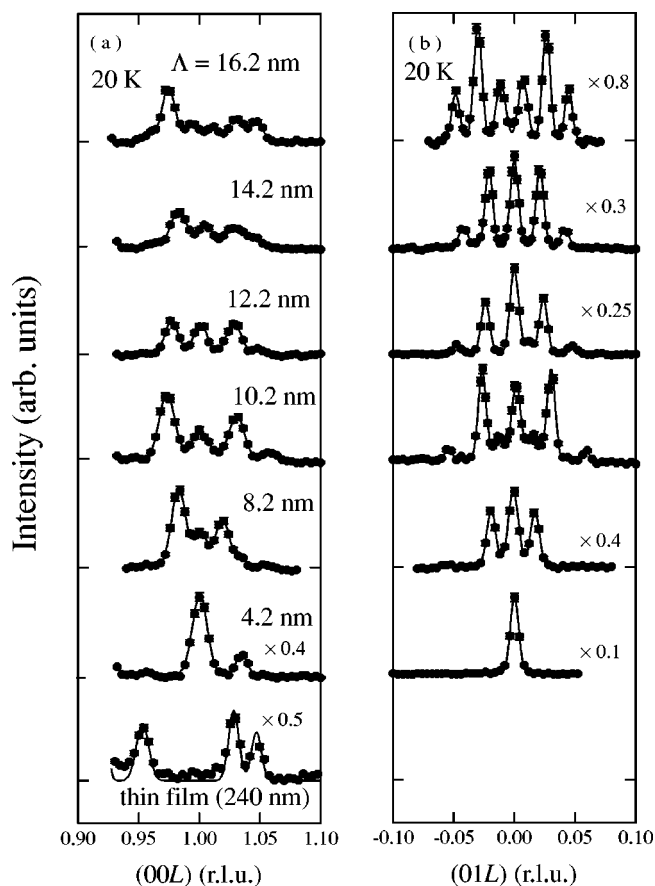 (a)
Λ = 16.2 nm
20 K
14.2 nm
12.2 nm
10.2 nm
8.2 nm
4.2 nm
× 0.4
× 0.5
thin film (240 nm)
0.90 0.95 1.00 1.05 1.10
(00L) (r.l.u.)
Intensity (arb. units)
(b)
20 K
× 0.8
× 0.3
× 0.25
× 0.4
× 0.1
-0.10 -0.05 0.00 0.05 0.10
(01L) (r.l.u.)